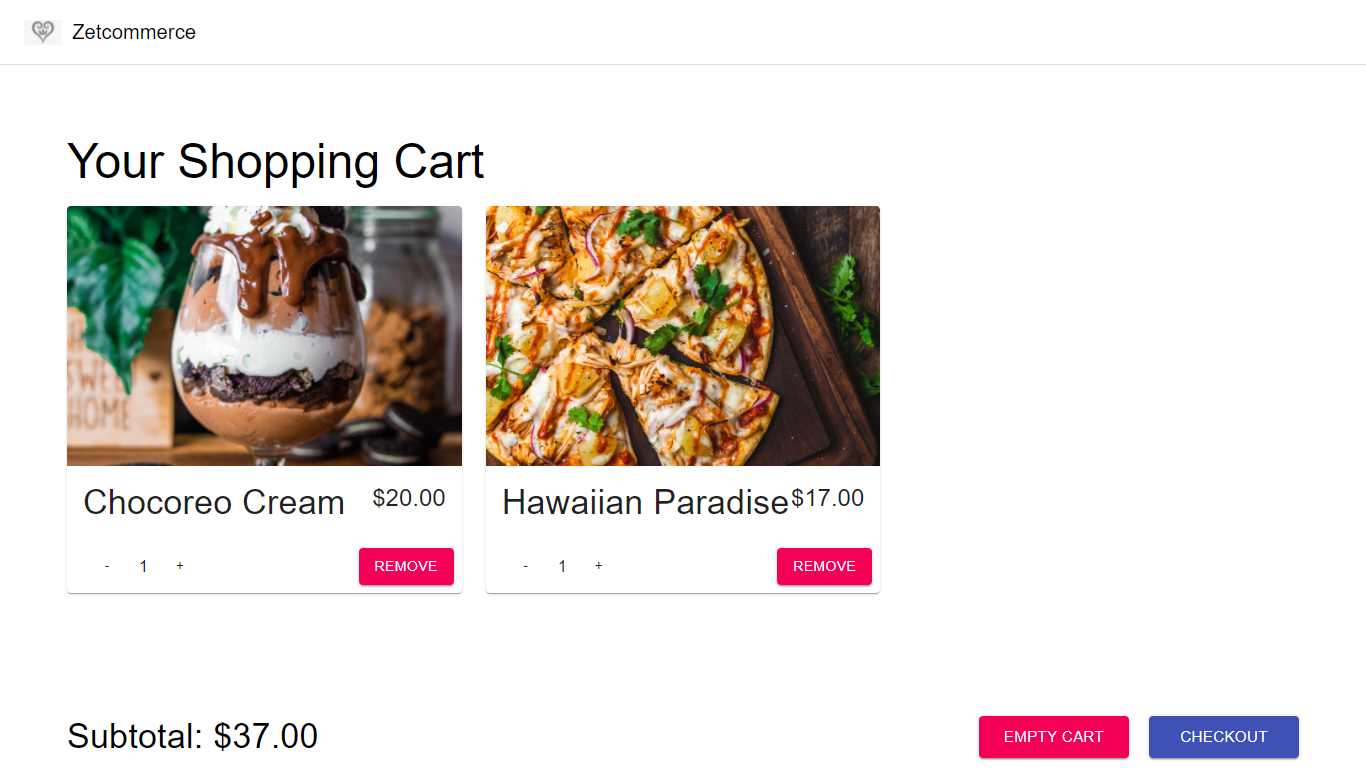 Zetcommerce
Your Shopping Cart
SWEET
HOME
Chocoreo Cream $20.00
- 1 +
REMOVE
Hawaiian Paradise $17.00
- 1 +
REMOVE
Subtotal: $37.00
EMPTY CART
CHECKOUT